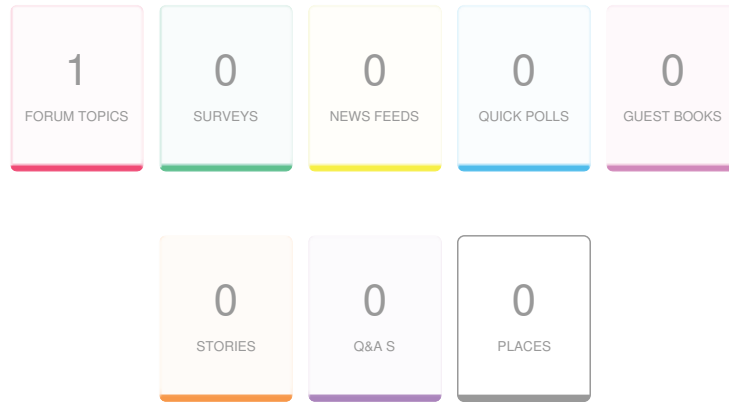 1 0 0 0 0
FORUM TOPICS SURVEYS NEWS FEEDS QUICK POLLS GUEST BOOKS
0 0 0
STORIES Q&A S PLACES